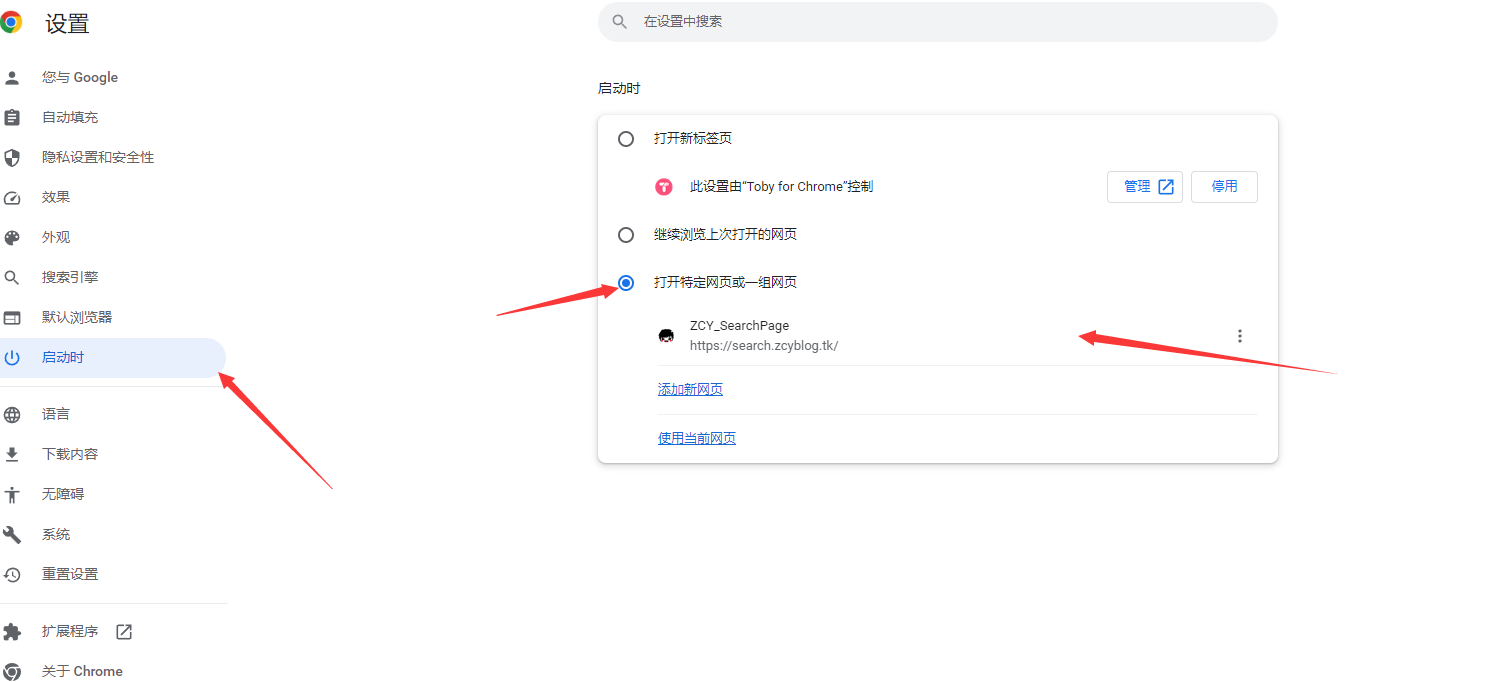 设置
在设置中搜索
您与 Google
自动填充
隐私设置和安全性
效果
外观
搜索引擎
默认浏览器
启动时
语言
下载内容
无障碍
系统
重置设置
扩展程序
关于 Chrome
启动时
打开新标签页
此设置由“Toby for Chrome”控制
管理
停用
继续浏览上次打开的网页
打开特定网页或一组网页
ZCY_SearchPage
https://search.zcyblog.tk/
添加新网页
使用当前网页